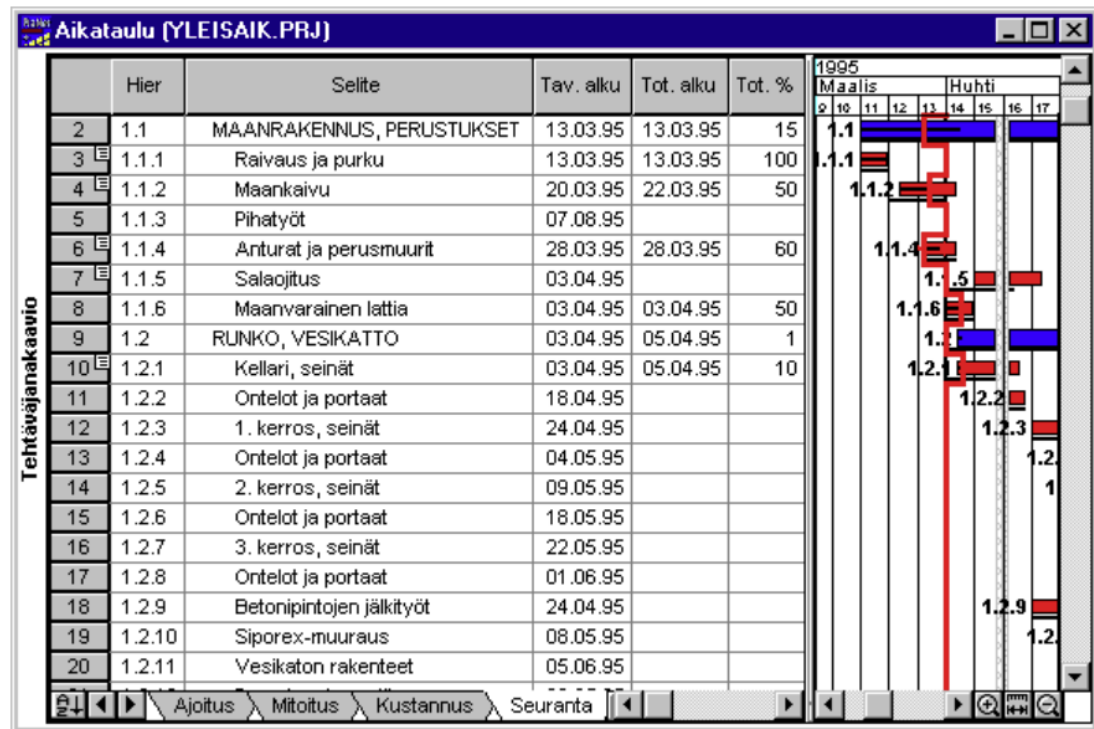 Aikataulu (YLEISAIK.PRJ)
Tehtäväjanakaavio
Hier Selite Tav. alku Tot. alku Tot. %
1995
Maalis Huhti
9 10 11 12 13 14 15 16 17
2 1.1 MAANRAKENNUS, PERUSTUKSET 13.03.95 13.03.95 15 1.1
3 1.1.1 Raivaus ja purku 13.03.95 13.03.95 100 1.1.1
4 1.1.2 Maankaivu 20.03.95 22.03.95 50 1.1.2
5 1.1.3 Pihatyöt 07.08.95
6 1.1.4 Anturat ja perusmuurit 28.03.95 28.03.95 60 1.1.4
7 1.1.5 Salaojitus 03.04.95 1.1.5
8 1.1.6 Maanvarainen lattia 03.04.95 03.04.95 50 1.1.6
9 1.2 RUNKO, VESIKATTO 03.04.95 05.04.95 1 1.2
10 1.2.1 Kellari, seinät 03.04.95 05.04.95 10 1.2.1
11 1.2.2 Ontelot ja portaat 18.04.95 1.2.2
12 1.2.3 1. kerros, seinät 24.04.95 1.2.3
13 1.2.4 Ontelot ja portaat 04.05.95 1.2.
14 1.2.5 2. kerros, seinät 09.05.95 1
15 1.2.6 Ontelot ja portaat 18.05.95
16 1.2.7 3. kerros, seinät 22.05.95
17 1.2.8 Ontelot ja portaat 01.06.95
18 1.2.9 Betonipintojen jälkityöt 24.04.95 1.2.9
19 1.2.10 Siporex-muuraus 08.05.95 1.2.
20 1.2.11 Vesikaton rakenteet 05.06.95
Ajoitus Mitoitus Kustannus Seuranta